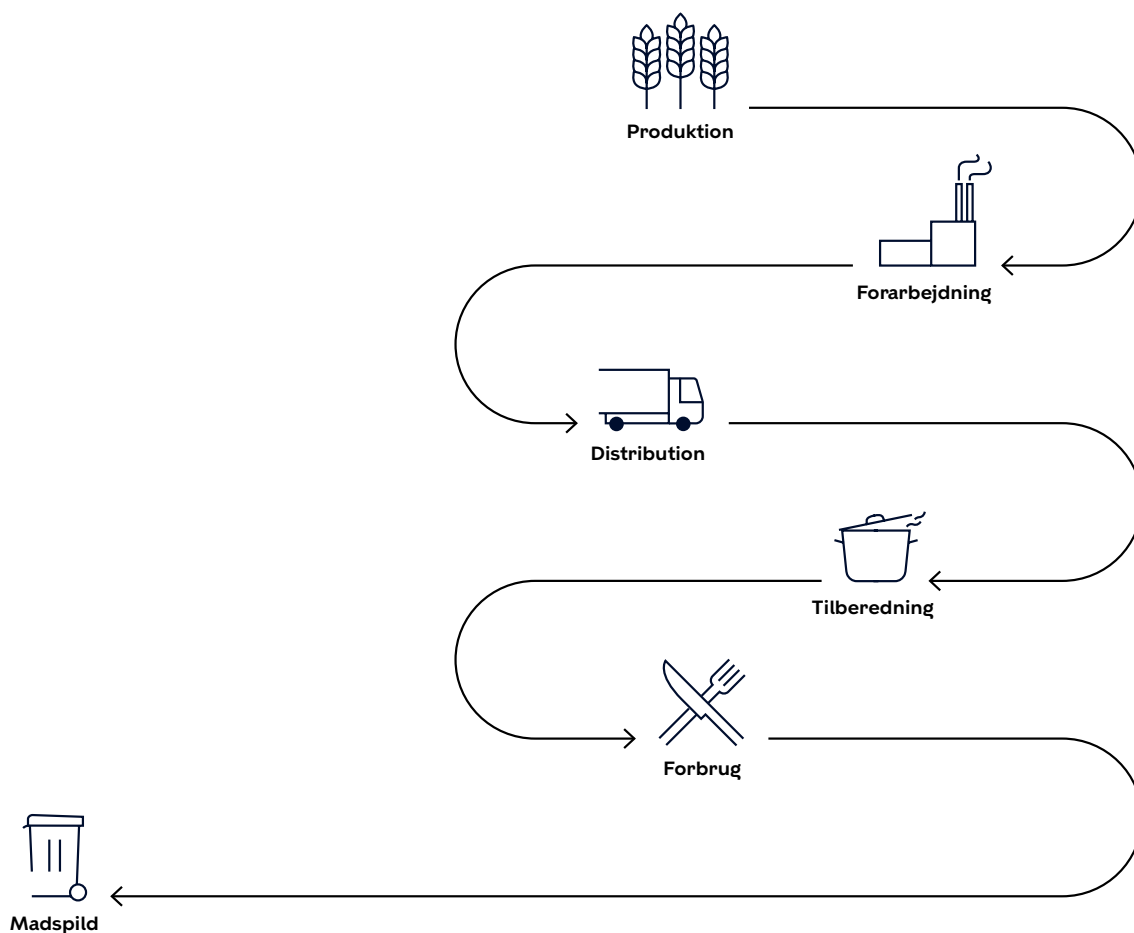 Produktion
Forarbejdning
Distribution
Tilberedning
Forbrug
Madspild